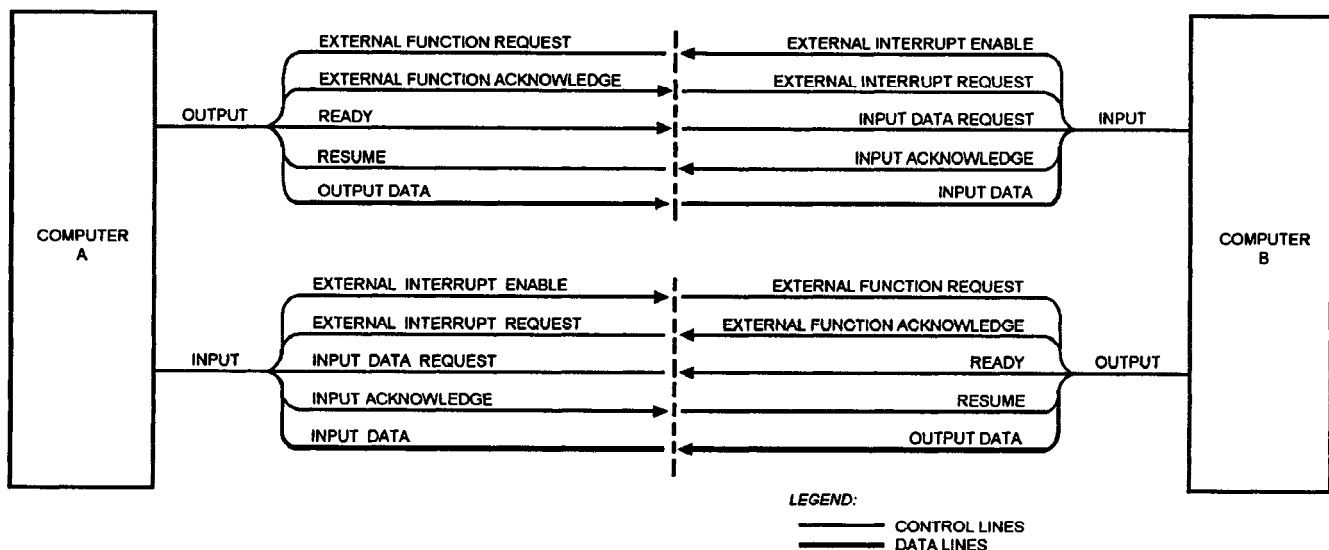 EXTERNAL FUNCTION REQUEST
EXTERNAL INTERRUPT ENABLE
EXTERNAL FUNCTION ACKNOWLEDGE
EXTERNAL INTERRUPT REQUEST
OUTPUT
READY
INPUT DATA REQUEST
INPUT
RESUME
INPUT ACKNOWLEDGE
OUTPUT DATA
INPUT DATA
COMPUTER
A
COMPUTER
B
EXTERNAL INTERRUPT ENABLE
EXTERNAL FUNCTION REQUEST
EXTERNAL INTERRUPT REQUEST
EXTERNAL FUNCTION ACKNOWLEDGE
INPUT
INPUT DATA REQUEST
READY
OUTPUT
INPUT ACKNOWLEDGE
RESUME
INPUT DATA
OUTPUT DATA
LEGEND:
CONTROL LINES
DATA LINES